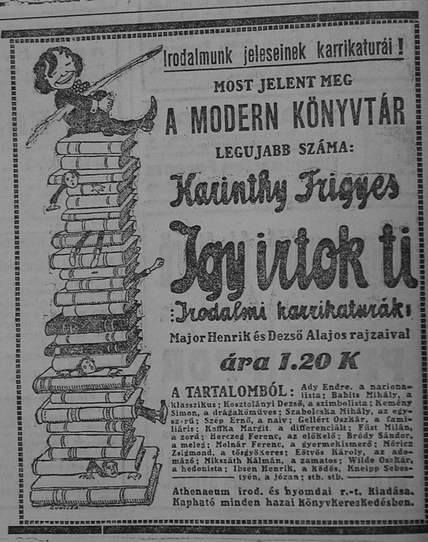 Irodalmunk jeleseinek karrikaturái!
MOST JELENT MEG
A MODERN KÖNYVTÁR
LEGUJABB SZÁMA:
Karinthy Frigyes
Igy irtok ti
:Irodalmi karrikaturák:
Major Henrik és Dezső Alajos rajzaival
ára 1.20 K
A TARTALOMBÓL: Ady Endre, a naciona-
lista; Babits Mihály, a
klasszikus; Kosztolányi Dezső, a szimbolista; Kemény
Simon, a drágaköműves; Szabolcska Mihály, az egy-
szerű; Szép Ernő, a naiv; Gellért Oszkár, a fami-
liáris; Kaffka Margit a differenciált; Füst Milán,
a zord; Herczeg Ferenc, az előkelő; Bródy Sándor,
a meleg; Molnár Ferenc, a gyermekismerő; Móricz
Zsigmond, a tősgyökeres; Eötvös Károly, az ado-
mázó; Mikszáth Kálmán, a zamatos; Wilde Oszkár,
a hedonista; Ibsen Henrik, a ködös, Kneipp Sebes-
tyén, a józan; stb. stb.
Athenaeum irod. és nyomdai r.-t. Kiadása.
Kapható minden hazai Könyvkereskedésben.